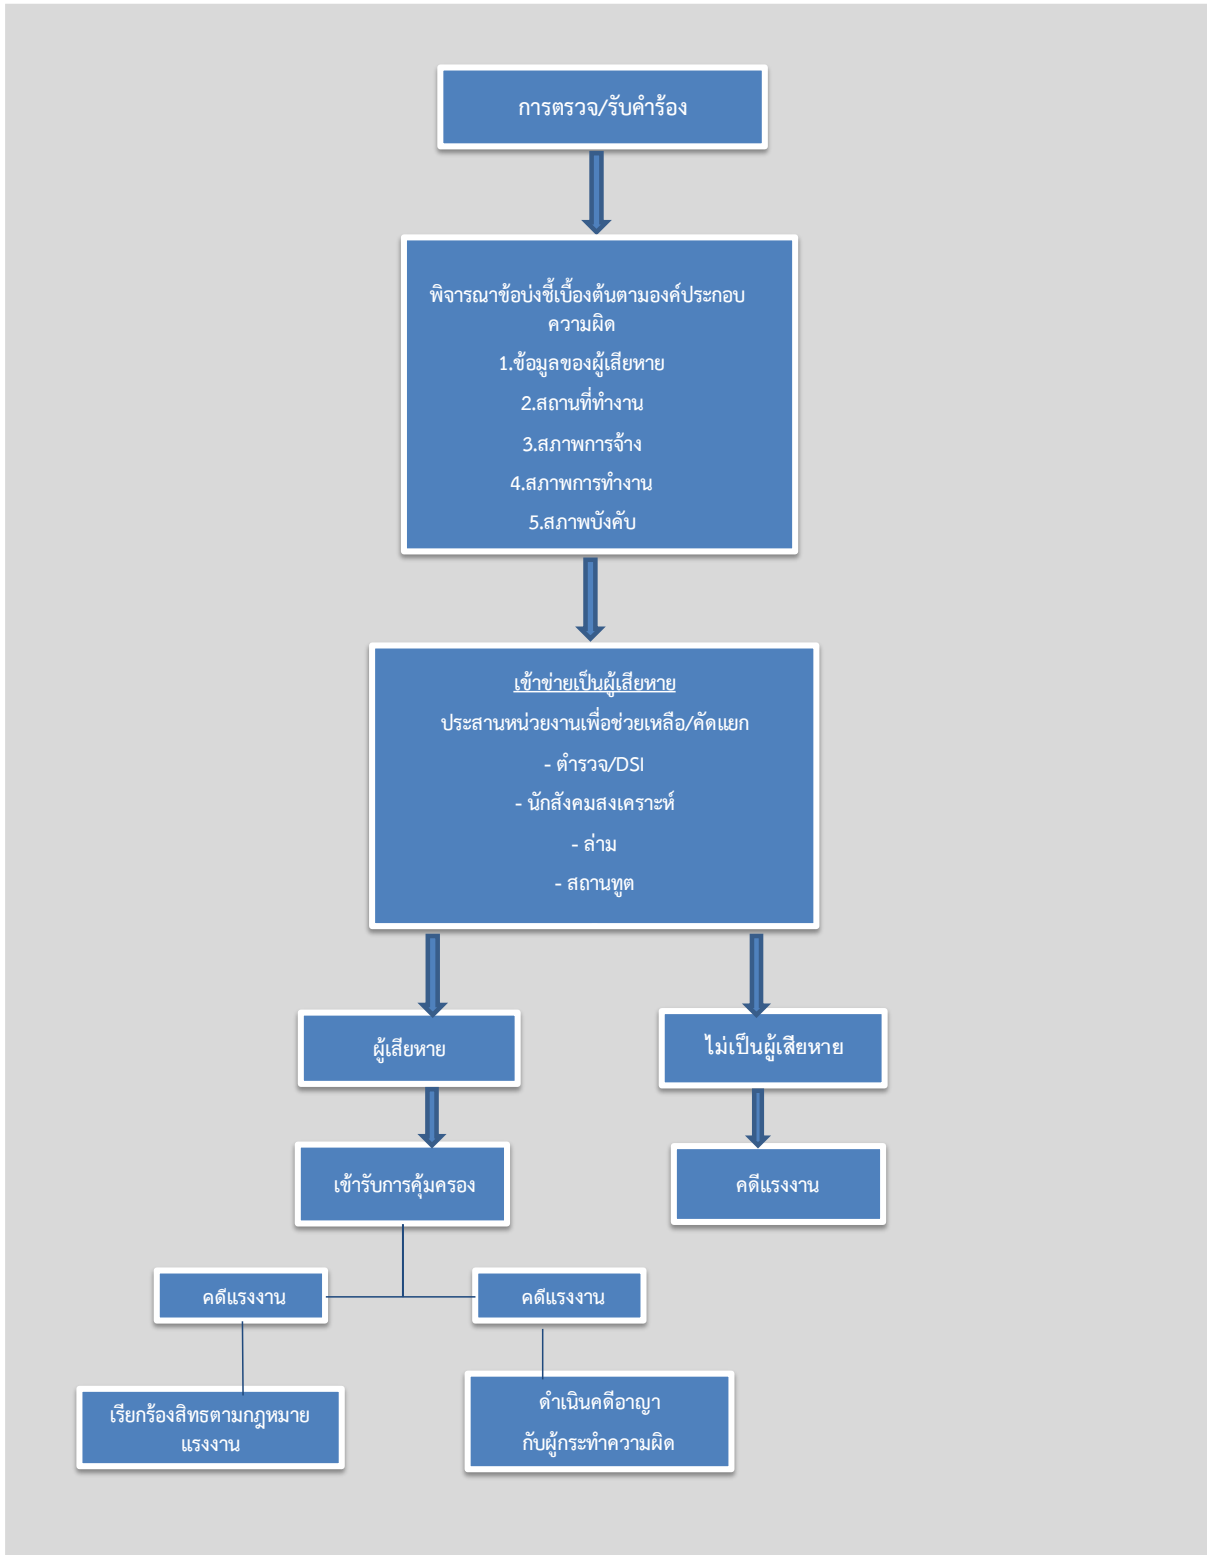 การตรวจ/รับคำร้อง
พิจารณาข้อบ่งชี้เบื้องต้นตามองค์ประกอบ
ความผิด
1.ข้อมูลของผู้เสียหาย
2.สถานที่ทำงาน
3.สภาพการจ้าง
4.สภาพการทำงาน
5.สภาพบังคับ
เข้าข่ายเป็นผู้เสียหาย
ประสานหน่วยงานเพื่อช่วยเหลือ/คัดแยก
- ตำรวจ/DSI
- นักสังคมสงเคราะห์
- ล่าม
- สถานทูต
ผู้เสียหาย
ไม่เป็นผู้เสียหาย
เข้ารับการคุ้มครอง
คดีแรงงาน
คดีแรงงาน
คดีแรงงาน
เรียกร้องสิทธตามกฎหมาย
แรงงาน
ดำเนินคดีอาญา
กับผู้กระทำความผิด